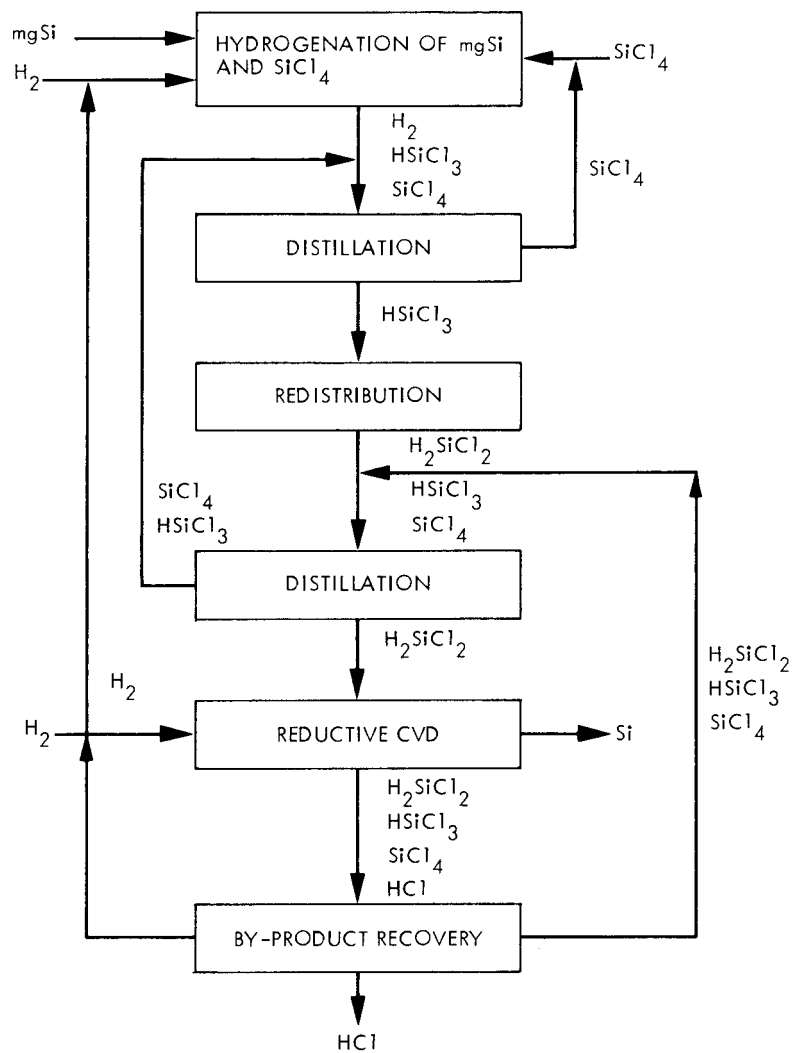 mgSi
H2
HYDROGENATION OF mgSi
AND SiCl4
SiCl4
H2
HSiCl3
SiCl4
SiCl4
DISTILLATION
HSiCl3
REDISTRIBUTION
H2SiCl2
HSiCl3
SiCl4
SiCl4
HSiCl3
DISTILLATION
H2SiCl2
H2SiCl2
HSiCl3
SiCl4
H2
H2
REDUCTIVE CVD
Si
H2SiCl2
HSiCl3
SiCl4
HCl
BY-PRODUCT RECOVERY
HCl